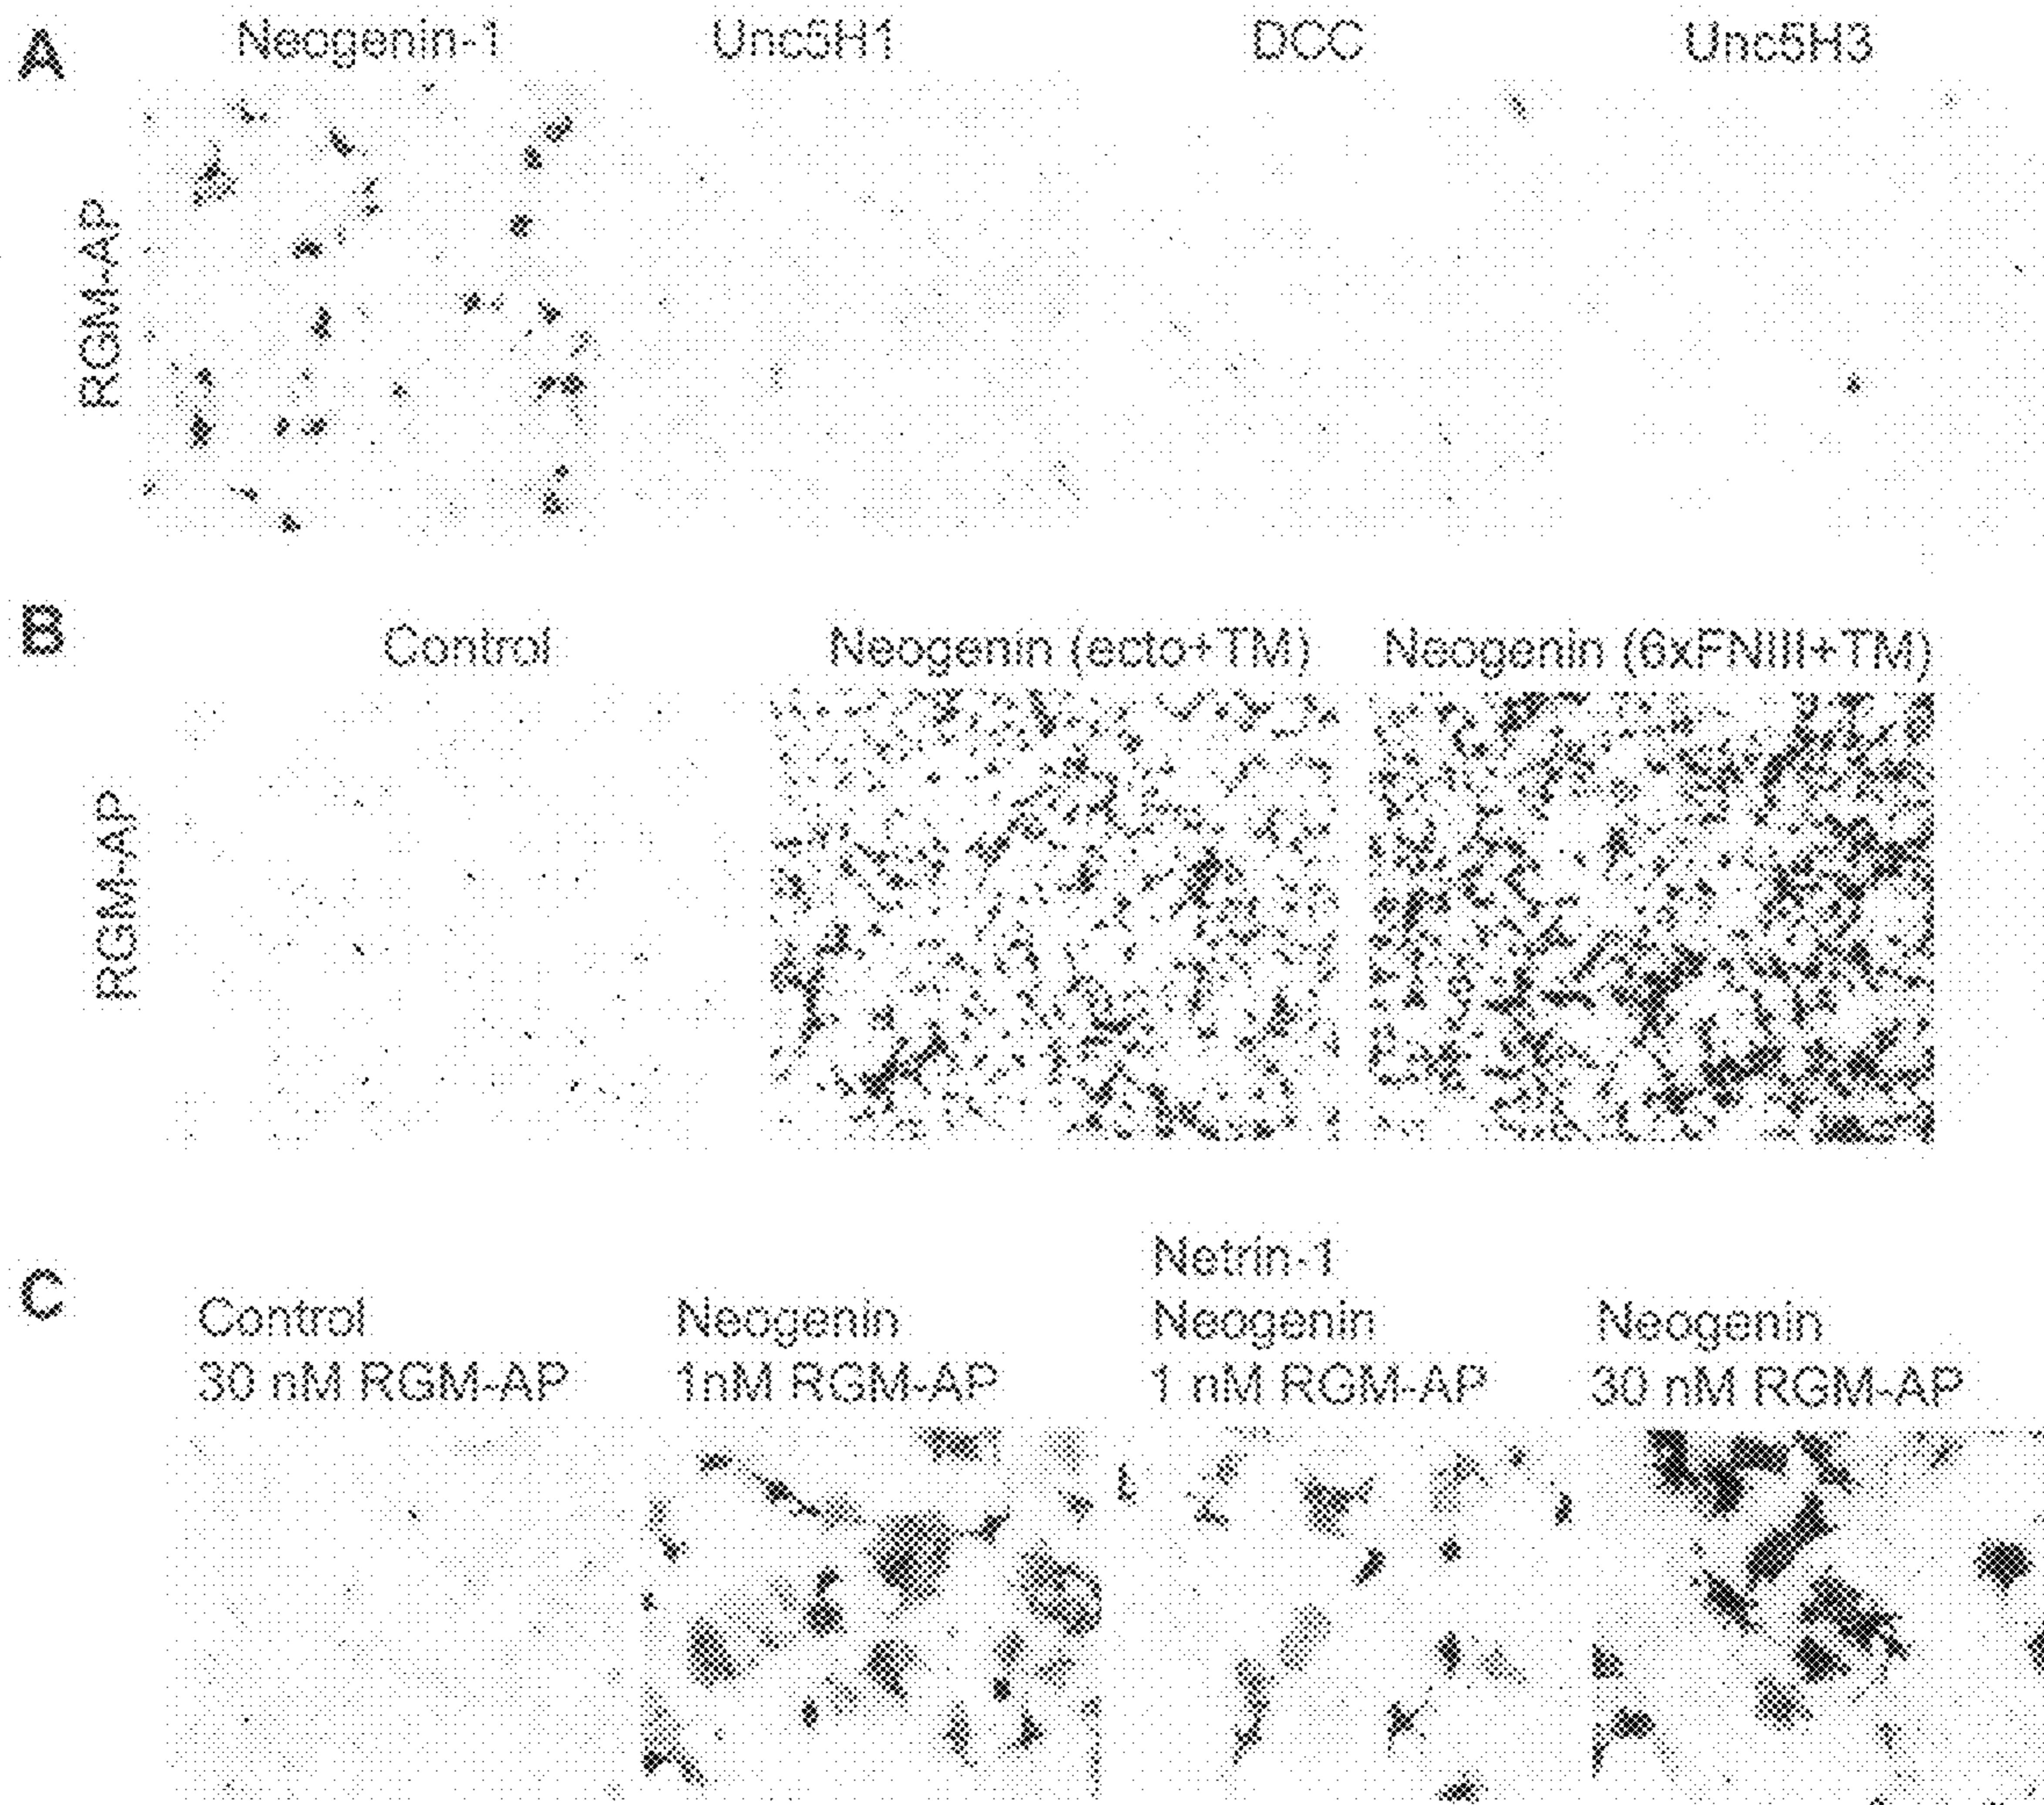 A
Neogenin-1
Unc5H1
DCC
Unc5H3
RGM-AP
B
Control
Neogenin (ecto+TM)
Neogenin (6xFNIII+TM)
RGM-AP
C
Control
30 nM RGM-AP
Neogenin
1nM RGM-AP
Netrin-1
Neogenin
1 nM RGM-AP
Neogenin
30 nM RGM-AP